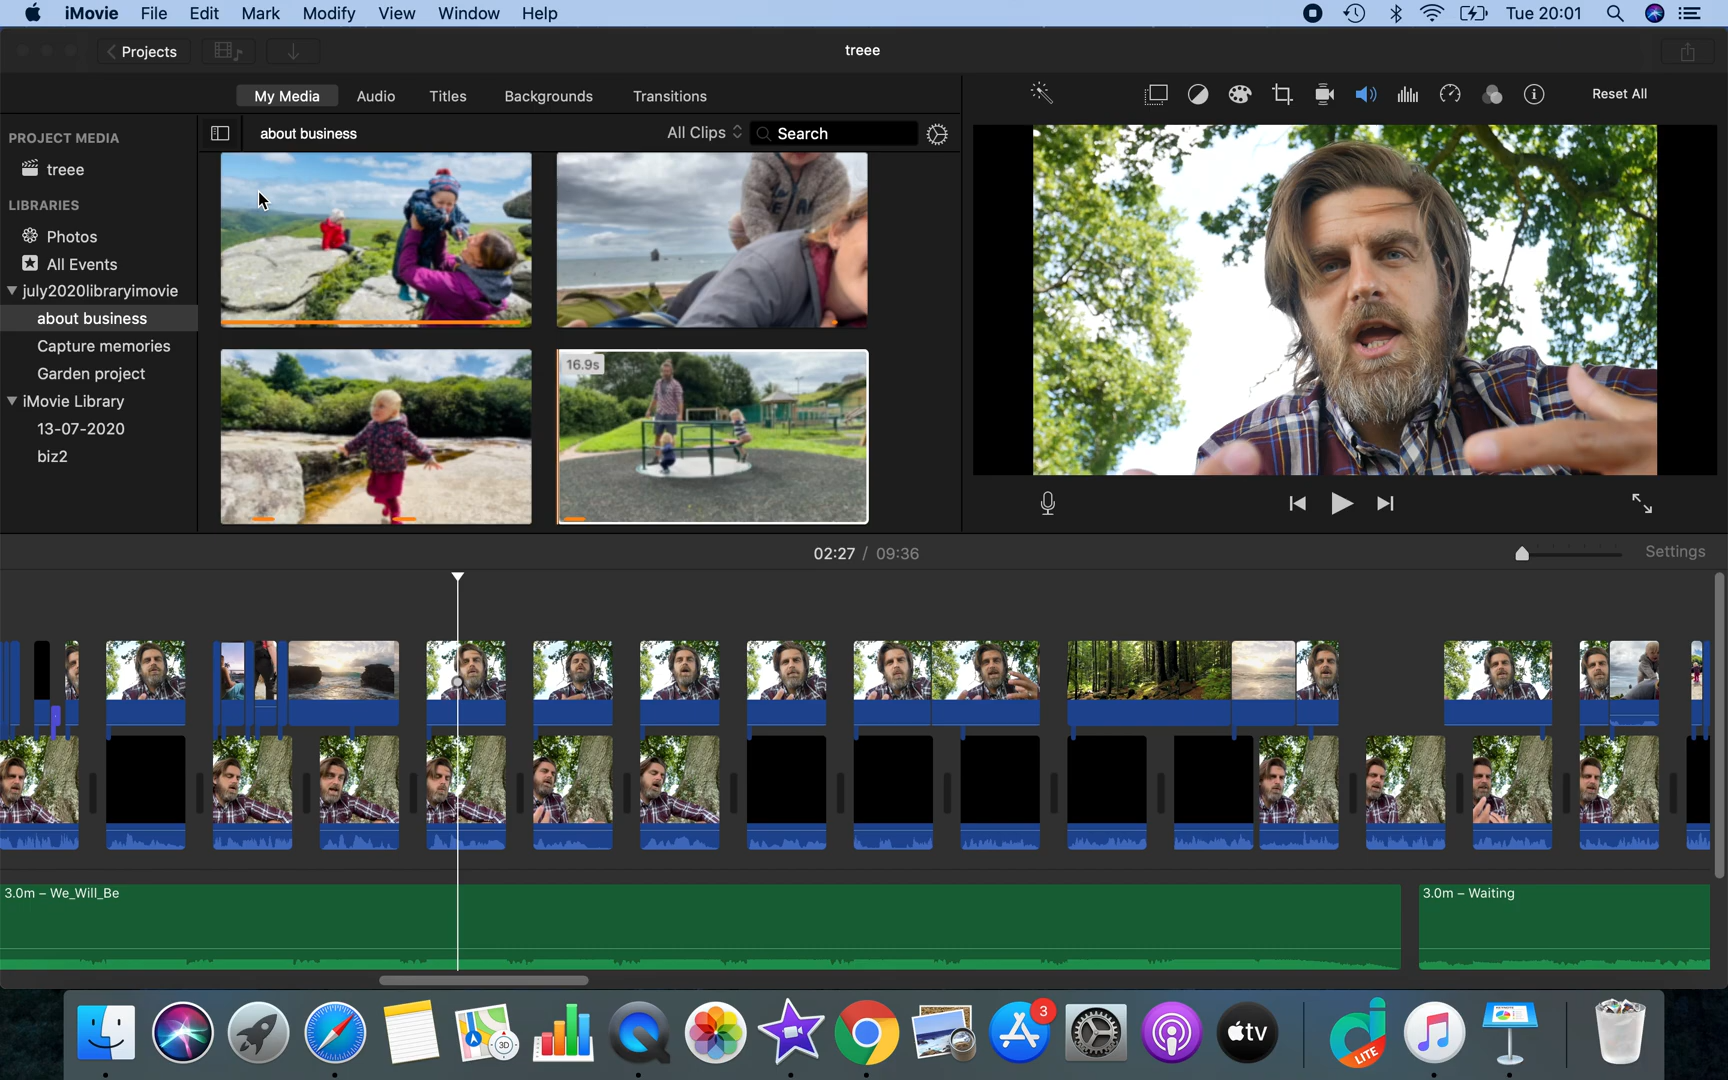 iMovie File Edit Mark Modify View Window Help Tue 20:01
Projects treee
My Media Audio Titles Backgrounds Transitions Reset All
PROJECT MEDIA about business All Clips Search
treee
LIBRARIES
Photos
All Events
july2020libraryimovie
about business
Capture memories
Garden project
iMovie Library
13-07-2020
biz2
16.9s
02:27 / 09:36 Settings
3.0m – We_Will_Be 3.0m – Waiting
3D
3
tv
LITE